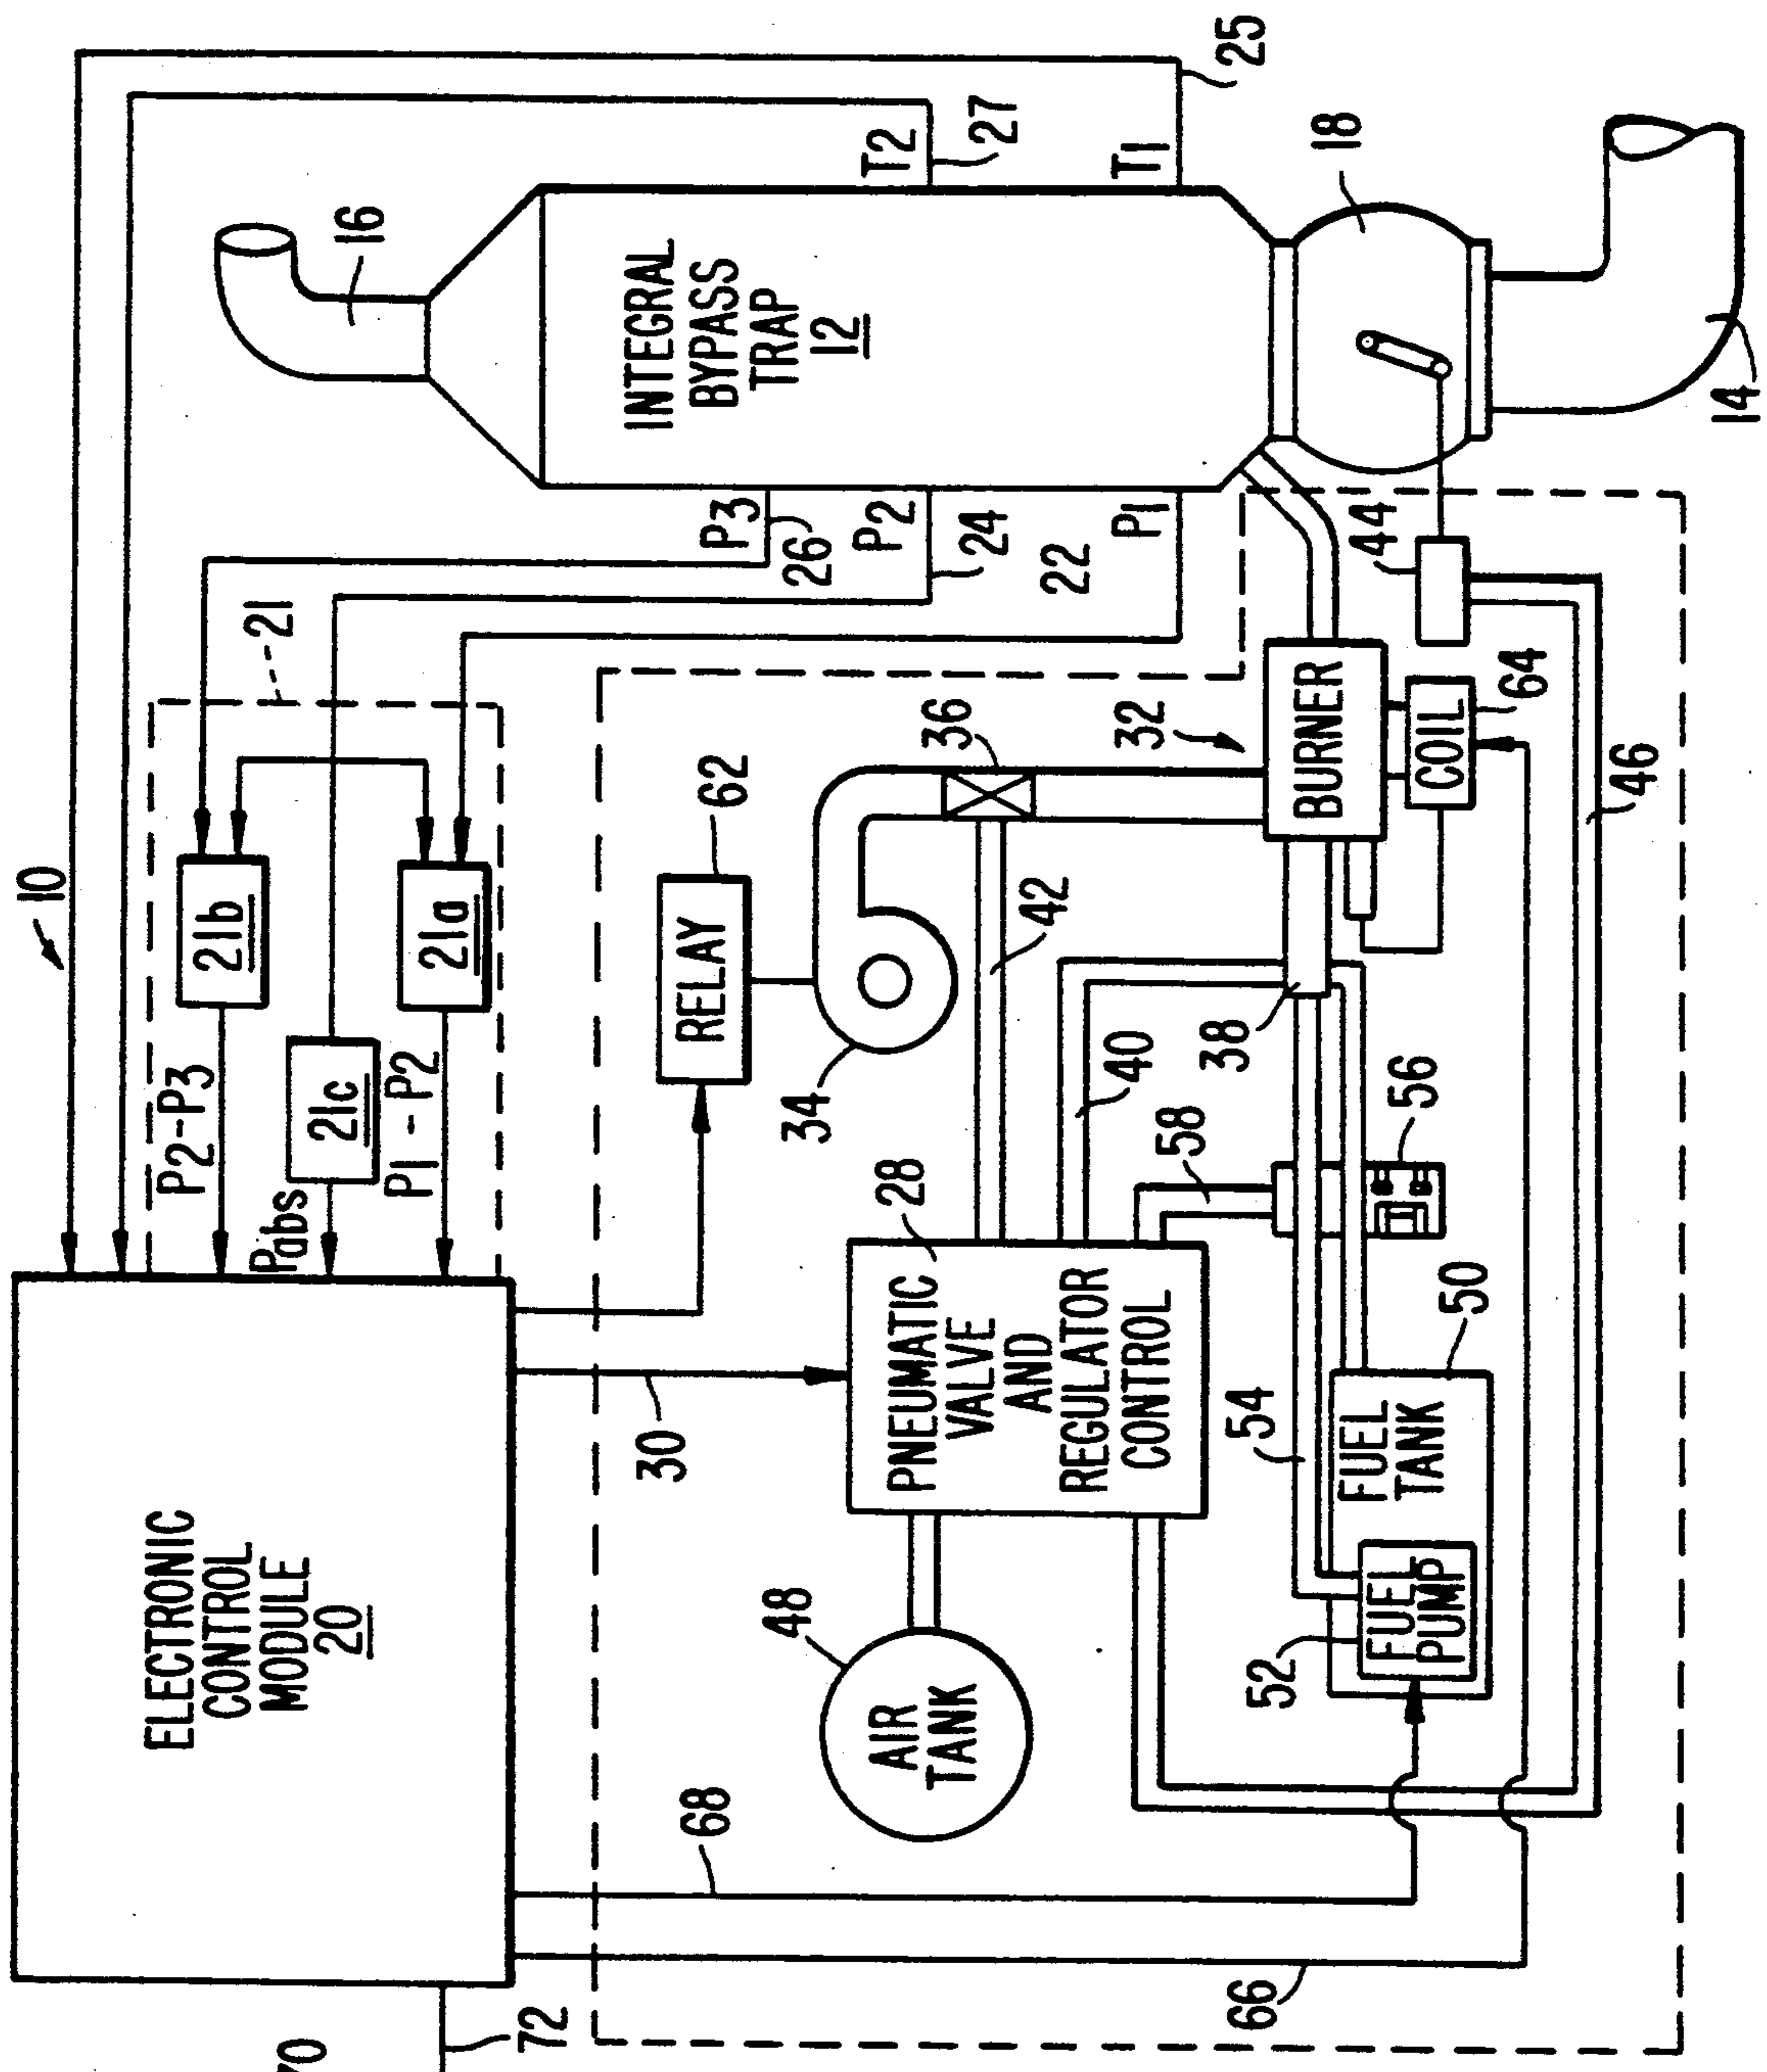 10
25
ELECTRONIC
CONTROL
MODULE
20
70
72
P2-P3
21b
21
Pabs
21c
P1-P2
21a
16
T2
27
T1
P3
26
P2
24
22
P1
INTEGRAL
BYPASS
TRAP
12
18
14
30
68
66
RELAY
62
34
36
42
32
BURNER
COIL
64
44
46
38
40
58
56
28
PNEUMATIC
VALVE
AND
REGULATOR
CONTROL
48
AIR
TANK
54
50
FUEL
TANK
52
FUEL
PUMP